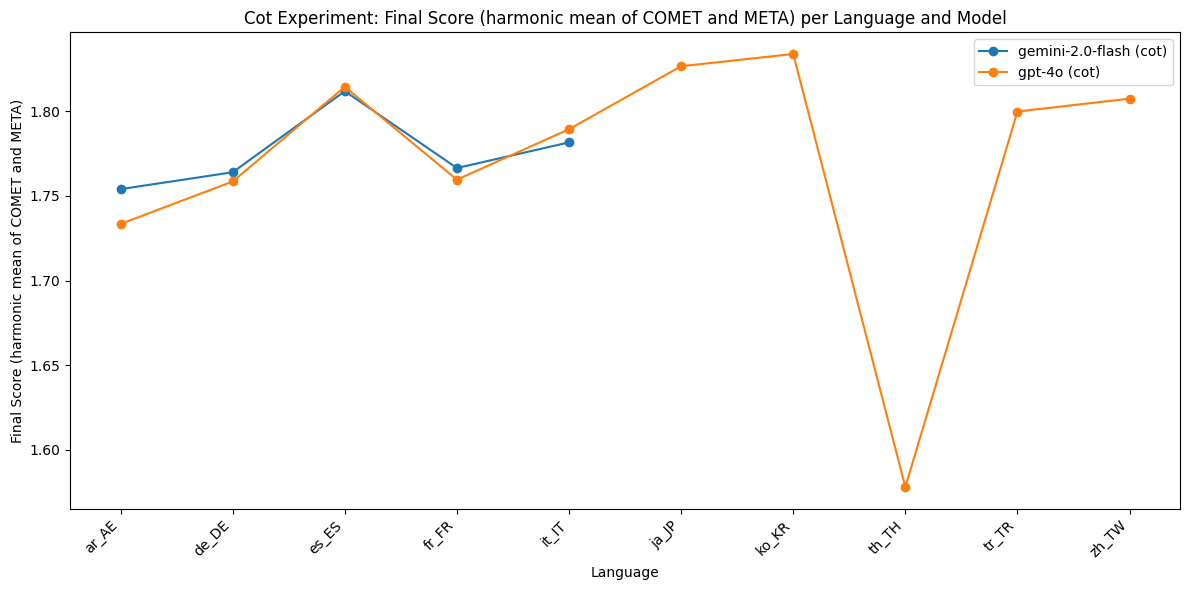 Cot Experiment: Final Score (harmonic mean of COMET and META) per Language and Model
gemini-2.0-flash (cot)
gpt-4o (cot)
Final Score (harmonic mean of COMET and META)
1.80
1.75
1.70
1.65
1.60
ar_AE
de_DE
es_ES
fr_FR
it_IT
ja_JP
ko_KR
th_TH
tr_TR
zh_TW
Language